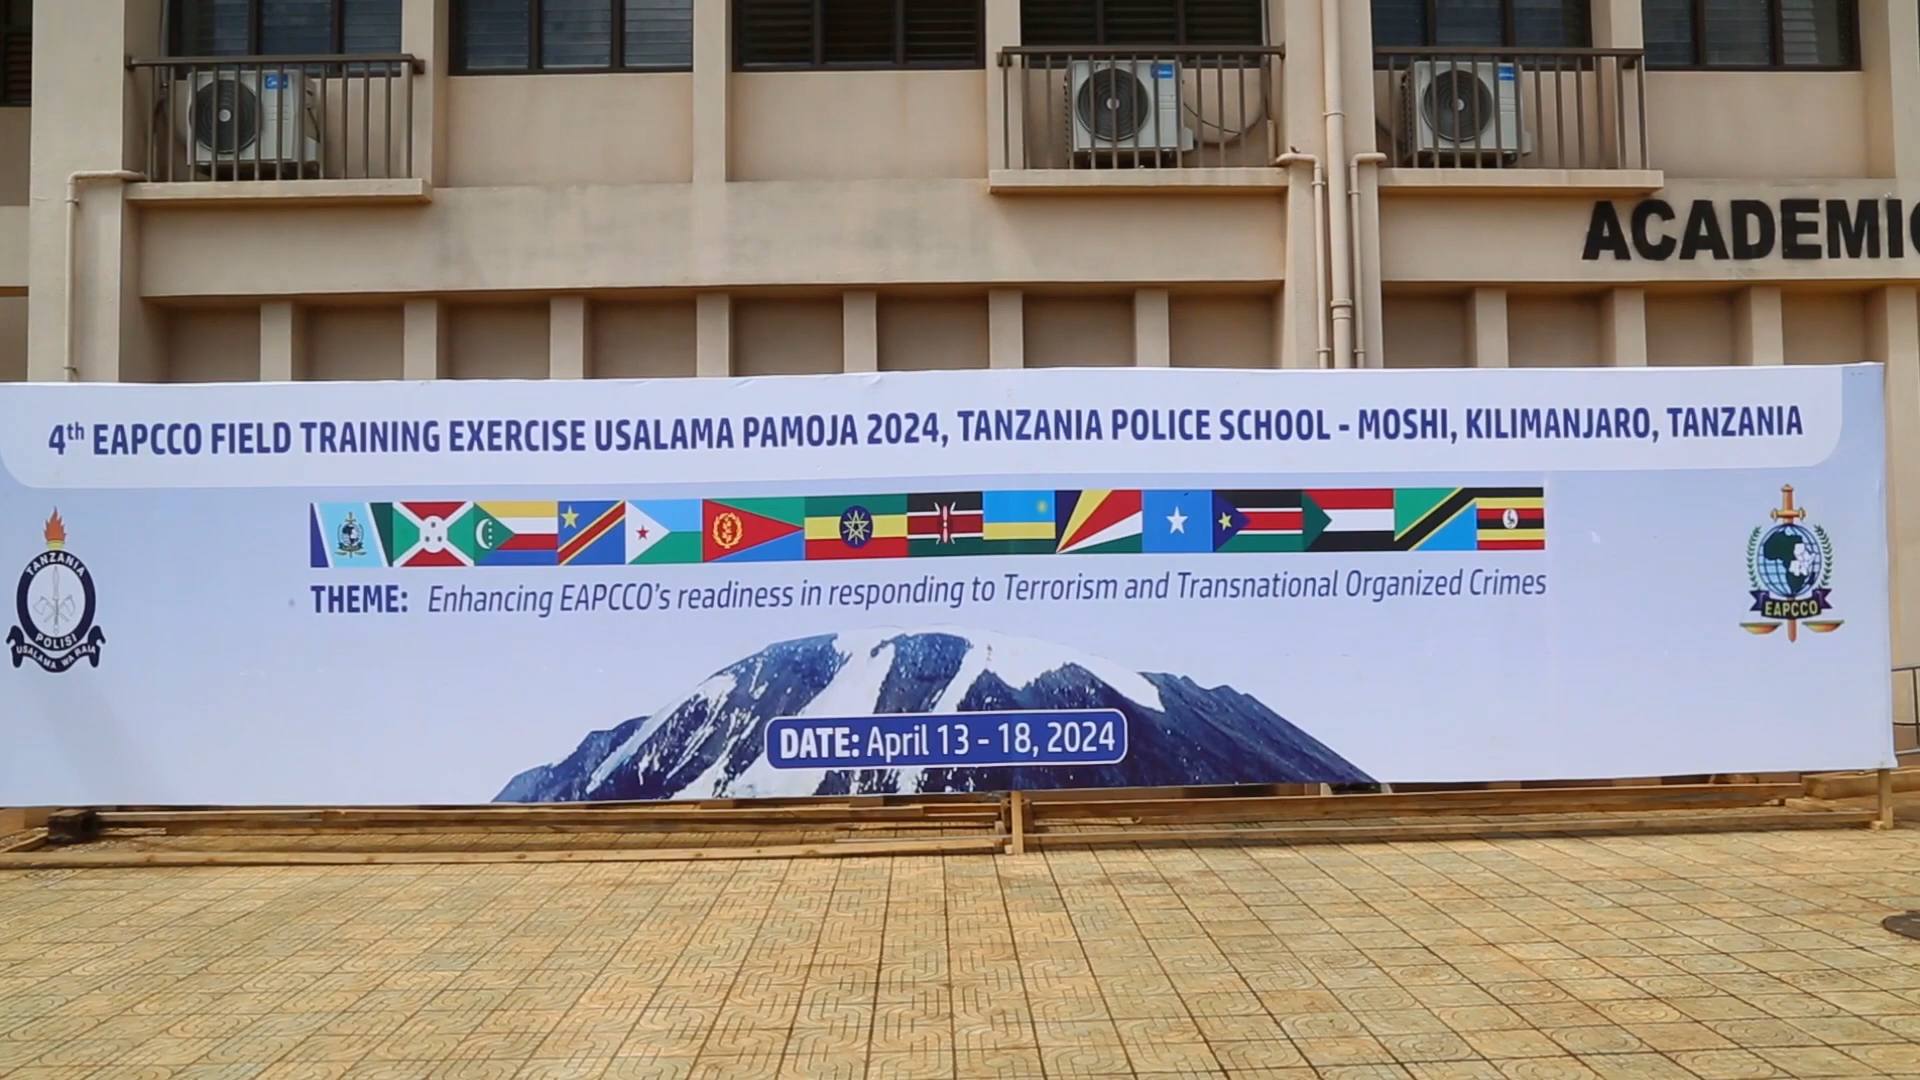 ACADEMIC
4th EAPCCO FIELD TRAINING EXERCISE USALAMA PAMOJA 2024, TANZANIA POLICE SCHOOL - MOSHI, KILIMANJARO, TANZANIA
THEME: Enhancing EAPCCO's readiness in responding to Terrorism and Transnational Organized Crimes
TANZANIA
POLISI
USALAMA WA RAIA
EAPCCO
DATE: April 13 - 18, 2024